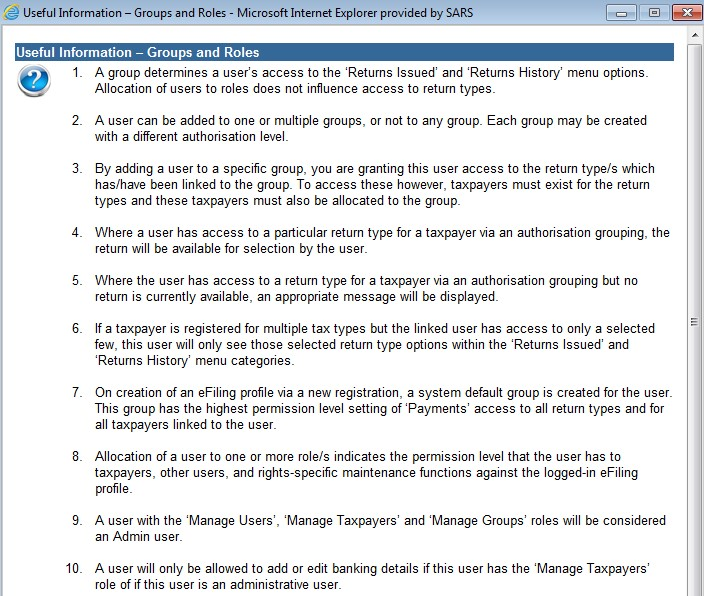 Useful Information – Groups and Roles - Microsoft Internet Explorer provided by SARS
Useful Information – Groups and Roles
1. A group determines a user's access to the 'Returns Issued' and 'Returns History' menu options.
Allocation of users to roles does not influence access to return types.
2. A user can be added to one or multiple groups, or not to any group. Each group may be created
with a different authorisation level.
3. By adding a user to a specific group, you are granting this user access to the return type/s which
has/have been linked to the group. To access these however, taxpayers must exist for the return
types and these taxpayers must also be allocated to the group.
4. Where a user has access to a particular return type for a taxpayer via an authorisation grouping, the
return will be available for selection by the user.
5. Where the user has access to a return type for a taxpayer via an authorisation grouping but no
return is currently available, an appropriate message will be displayed.
6. If a taxpayer is registered for multiple tax types but the linked user has access to only a selected
few, this user will only see those selected return type options within the 'Returns Issued' and
'Returns History' menu categories.
7. On creation of an eFiling profile via a new registration, a system default group is created for the user.
This group has the highest permission level setting of 'Payments' access to all return types and for
all taxpayers linked to the user.
8. Allocation of a user to one or more role/s indicates the permission level that the user has to
taxpayers, other users, and rights-specific maintenance functions against the logged-in eFiling
profile.
9. A user with the 'Manage Users', 'Manage Taxpayers' and 'Manage Groups' roles will be considered
an Admin user.
10. A user will only be allowed to add or edit banking details if this user has the 'Manage Taxpayers'
role of if this user is an administrative user.